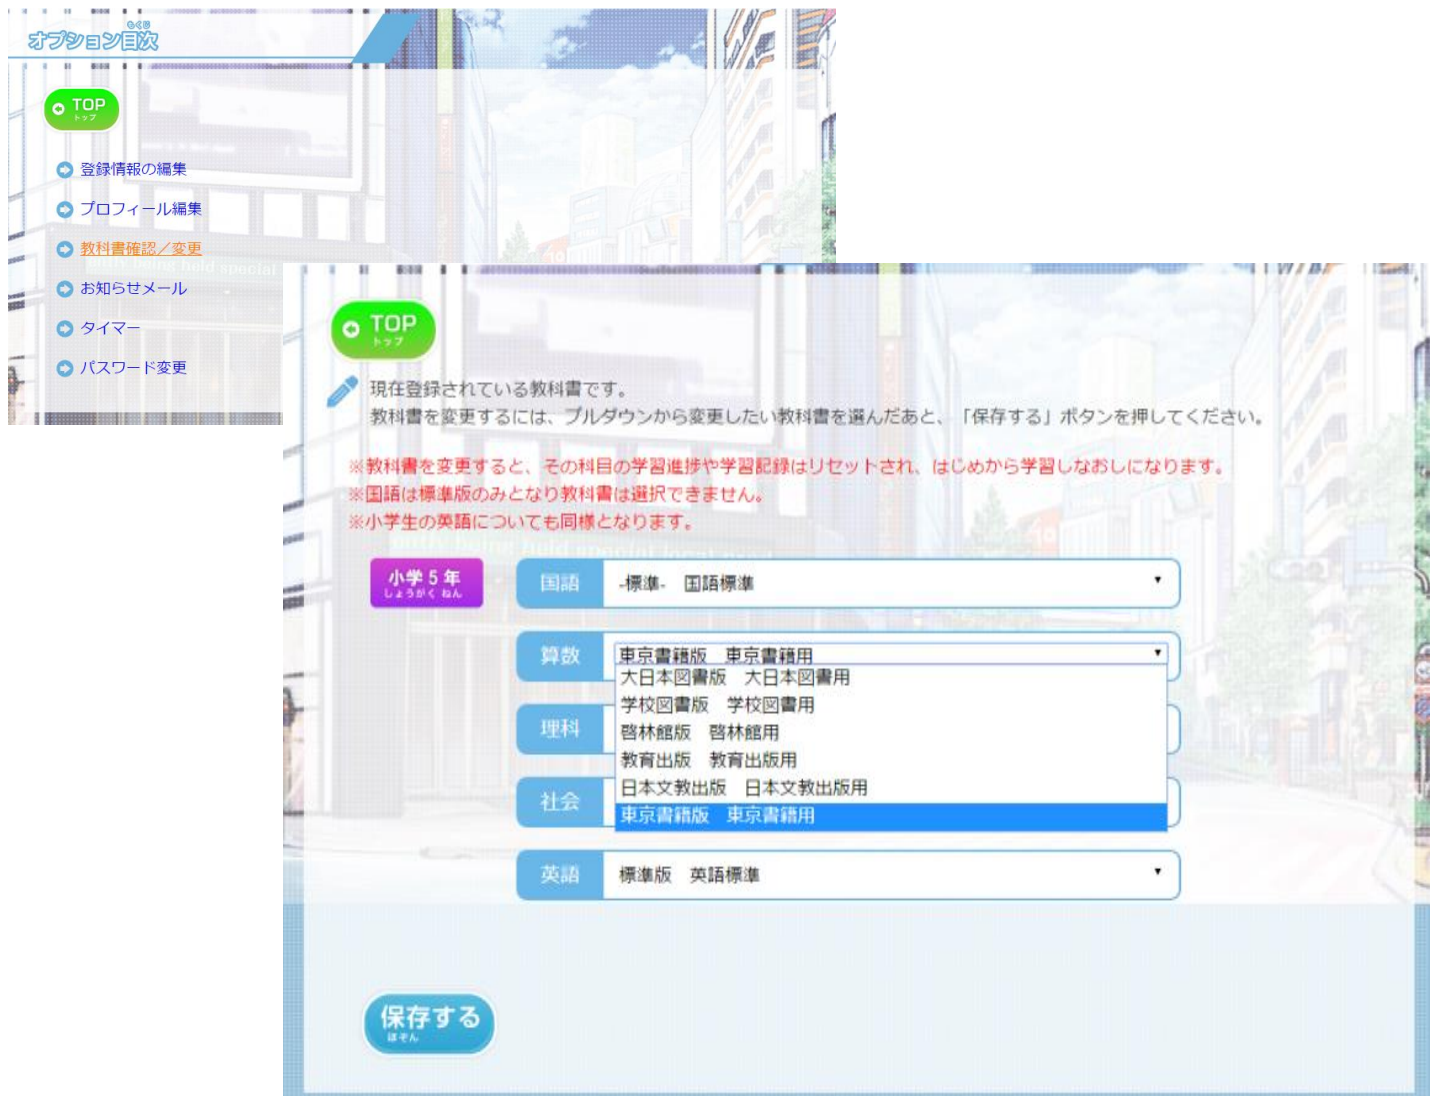 もくじ
オプション目次
TOP
トップ
登録情報の編集
プロフィール編集
教科書確認／変更
お知らせメール
タイマー
パスワード変更
TOP
トップ
現在登録されている教科書です。
教科書を変更するには、プルダウンから変更したい教科書を選んだあと、「保存する」ボタンを押してください。
※教科書を変更すると、その科目の学習進捗や学習記録はリセットされ、はじめから学習しなおしになります。
※国語は標準版のみとなり教科書は選択できません。
※小学生の英語についても同様となります。
小学５年
しょうがく ねん
国語 -標準-　国語標準
算数 東京書籍版　東京書籍用
大日本図書版　大日本図書用
学校図書版　学校図書用
理科 啓林館版　啓林館用
教育出版　教育出版用
日本文教出版　日本文教出版用
社会 東京書籍版　東京書籍用
英語 標準版　英語標準
保存する
ほぞん